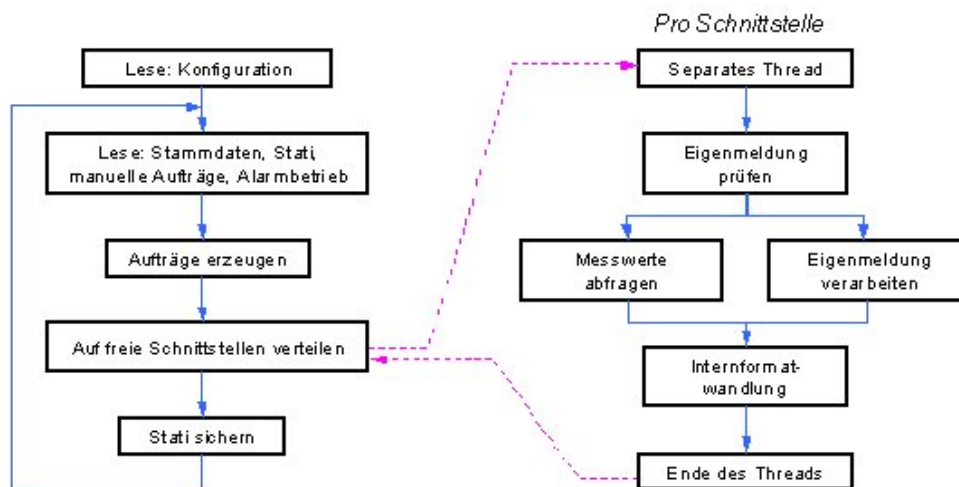 Pro Schnittstelle
Lese: Konfiguration
Lese: Stammdaten, Stati,
manuelle Aufträge, Alarmbetrieb
Aufträge erzeugen
Auf freie Schnittstellen verteilen
Stati sichern
Separates Thread
Eigenmeldung
prüfen
Messwerte
abfragen
Eigenmeldung
verarbeiten
Internformat-
wandlung
Ende des Threads